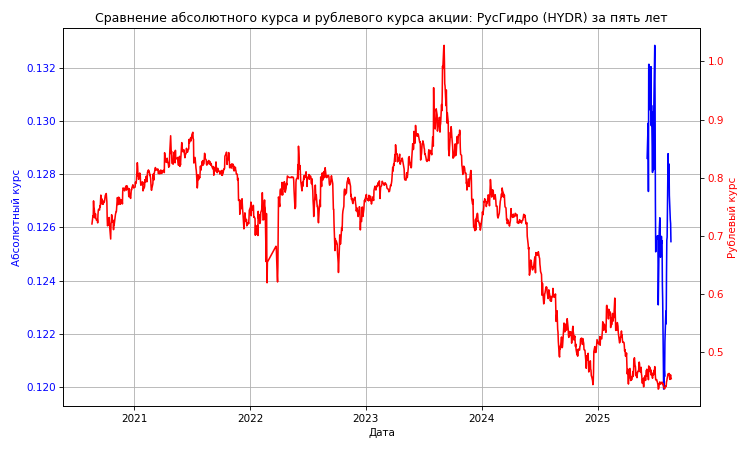 Сравнение абсолютного курса и рублевого курса акции: РусГидро (HYDR) за пять лет
Абсолютный курс
0.132
0.130
0.128
0.126
0.124
0.122
0.120
1.0
0.9
0.8
0.7
0.6
0.5
Рублевый курс
2021 2022 2023 2024 2025
Дата